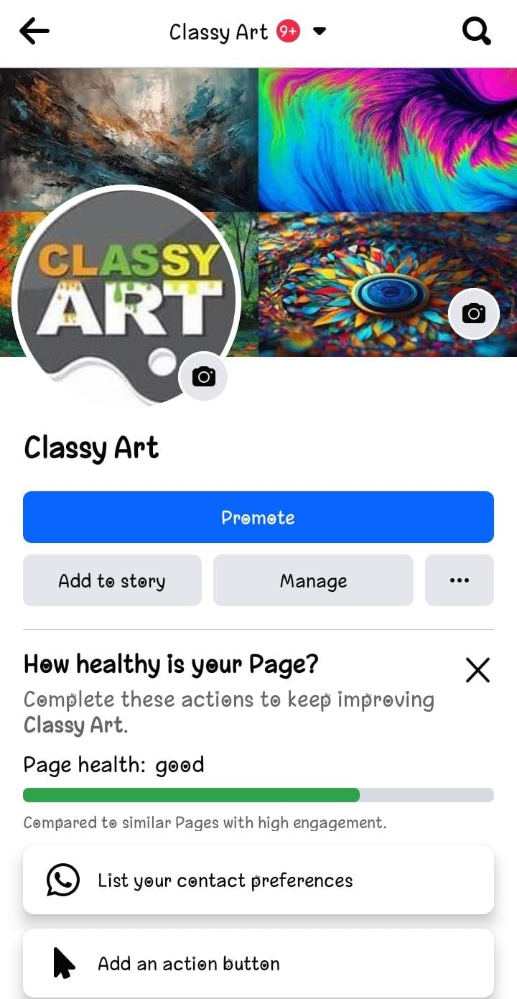 Classy Art 9+
CLASSY
ART
Classy Art
Promote
Add to story
Manage
How healthy is your Page?
Complete these actions to keep improving
Classy Art.
Page health: good
Compared to similar Pages with high engagement.
List your contact preferences
Add an action button